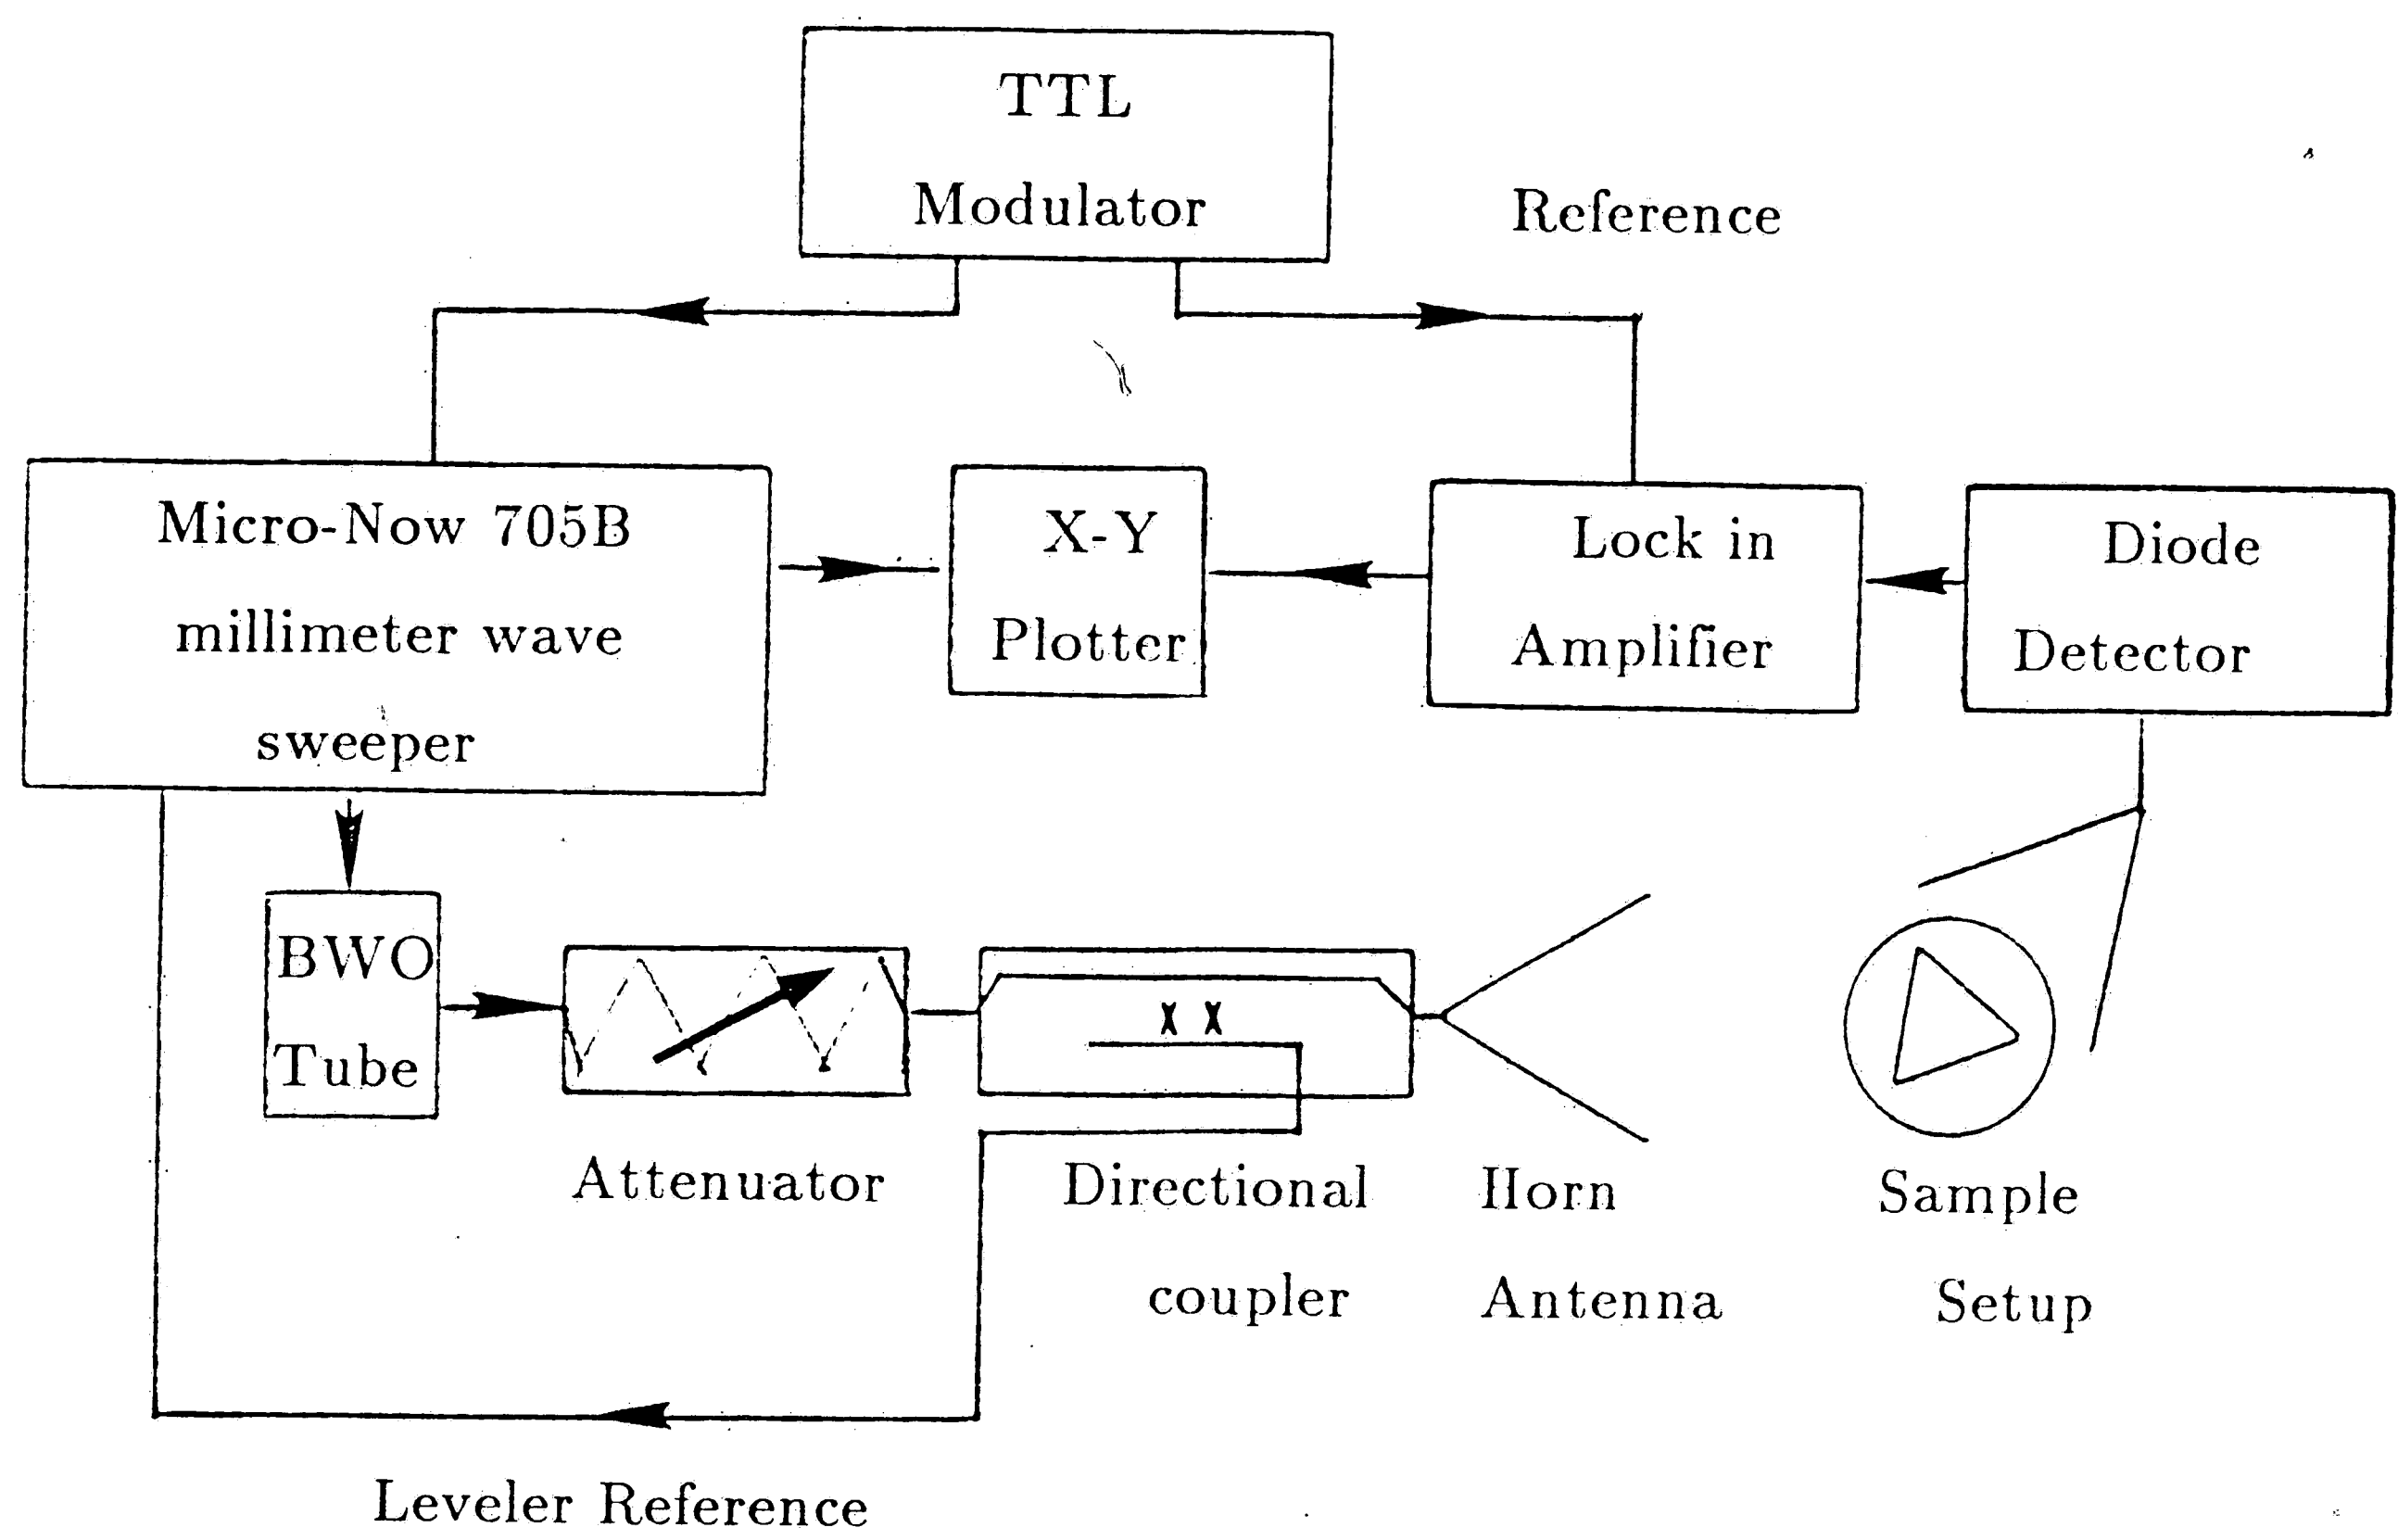 TTL
Modulator
Reference
Micro-Now 705B
millimeter wave
sweeper
X-Y
Plotter
Lock in
Amplifier
Diode
Detector
BWO
Tube
Attenuator
Directional
coupler
Horn
Antenna
Sample
Setup
Leveler Reference